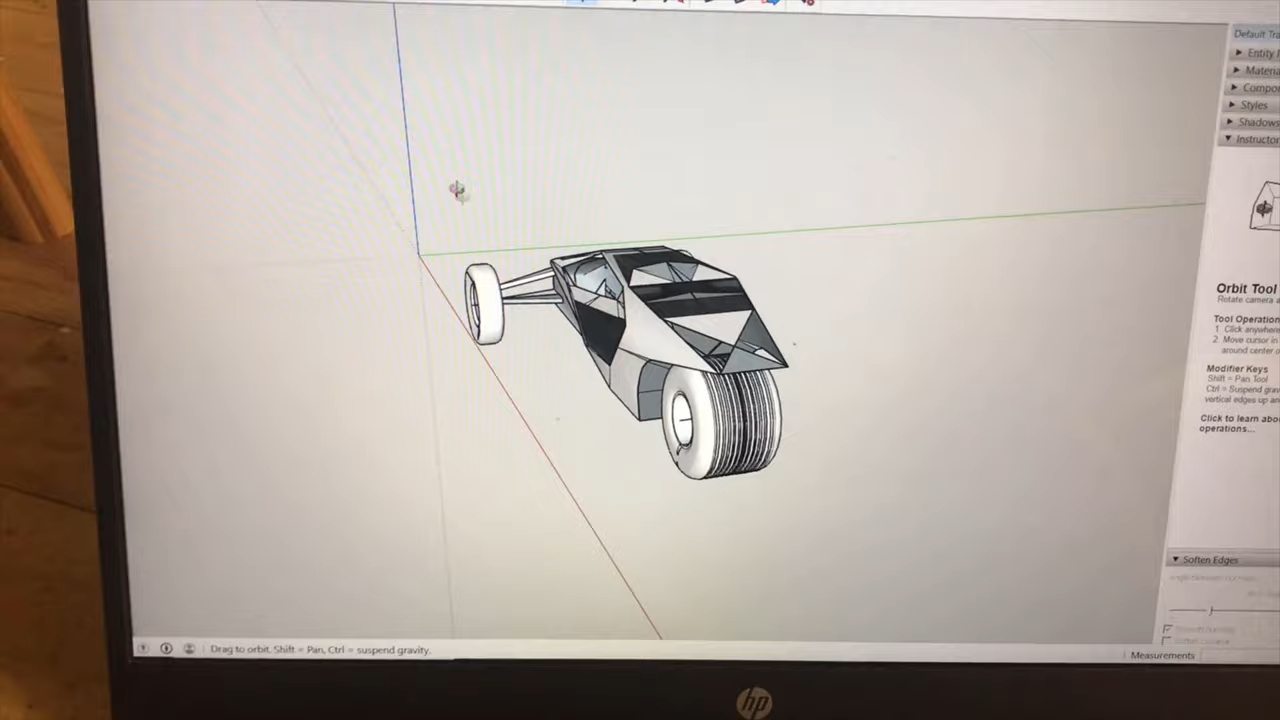 Default Tra
Entity
Materia
Compo
Styles
Shadows
Instructor
Orbit Tool
Rotate camera a
Tool Operation
1. Click anywhere
2. Move cursor in
around center o
Modifier Keys
Shift = Pan Tool
Ctrl = Suspend grav
vertical edges up an
Click to learn abo
operations...
Soften Edges
Drag to orbit. Shift = Pan, Ctrl = suspend gravity.
Measurements
hp